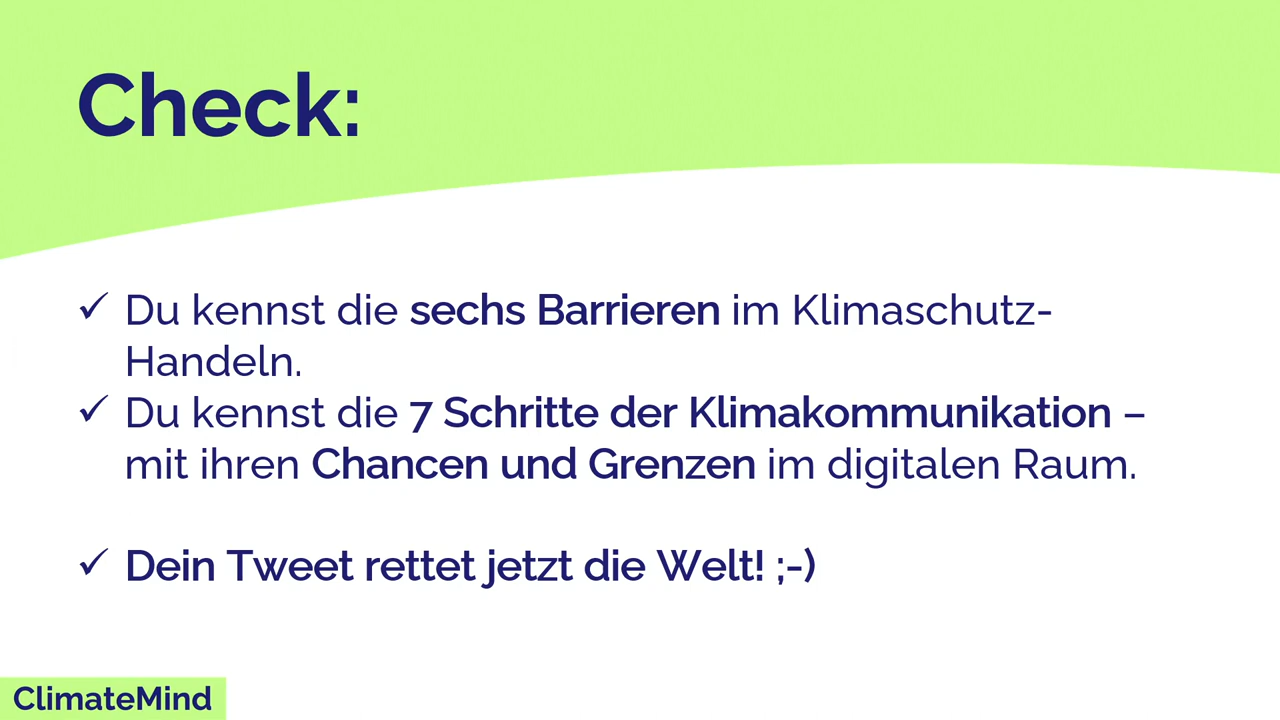 Check:
✓ Du kennst die sechs Barrieren im Klimaschutz-
Handeln.
✓ Du kennst die 7 Schritte der Klimakommunikation –
mit ihren Chancen und Grenzen im digitalen Raum.
✓ Dein Tweet rettet jetzt die Welt! ;-)
ClimateMind